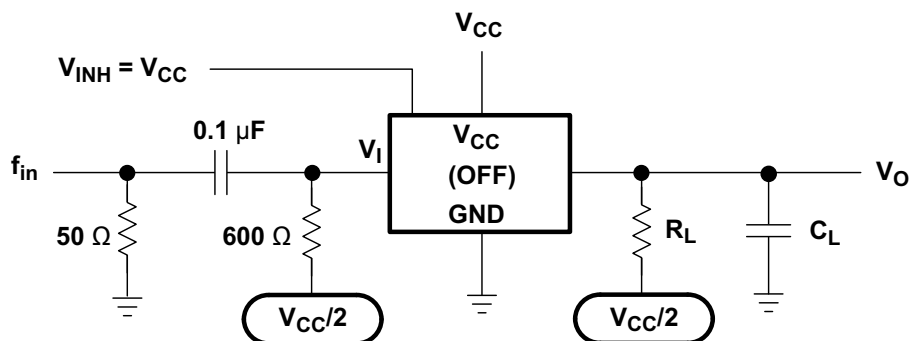 V_CC
V_INH = V_CC
0.1 µF
V_I
V_CC
f_in
(OFF)
V_O
GND
50 Ω
600 Ω
R_L
C_L
V_CC/2
V_CC/2